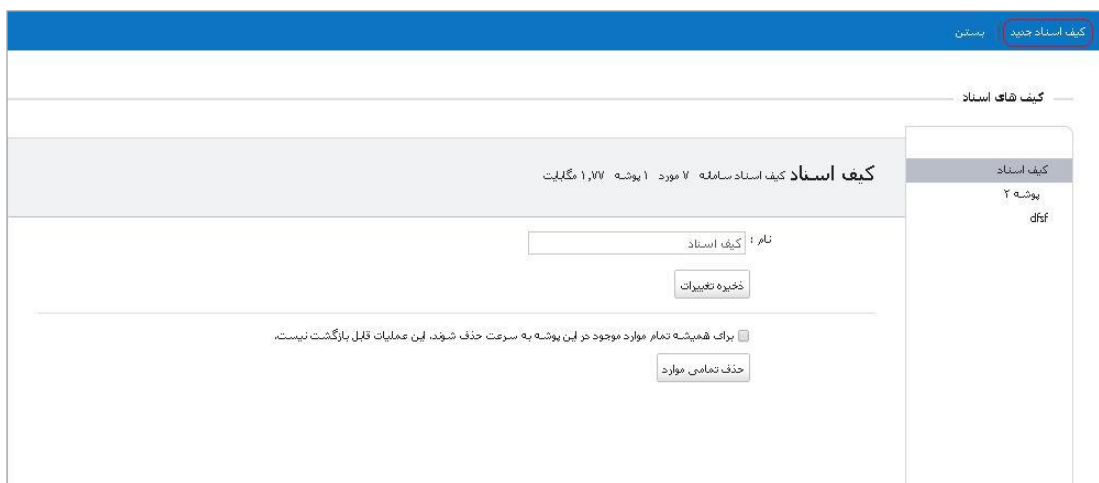 کیف اسناد جدید بستن
کیف های اسناد
کیف اسناد
پوشه ۲
dfsf
کیف اسناد کیف اسناد سامانه ۷ مورد ۱ پوشه ۱,۷۷ مگابایت
نام : کیف اسناد
ذخیره تغییرات
برای همیشه تمام موارد موجود در این پوشه به سرعت حذف شوند، این عملیات قابل بازگشت نیست.
حذف تمامی موارد